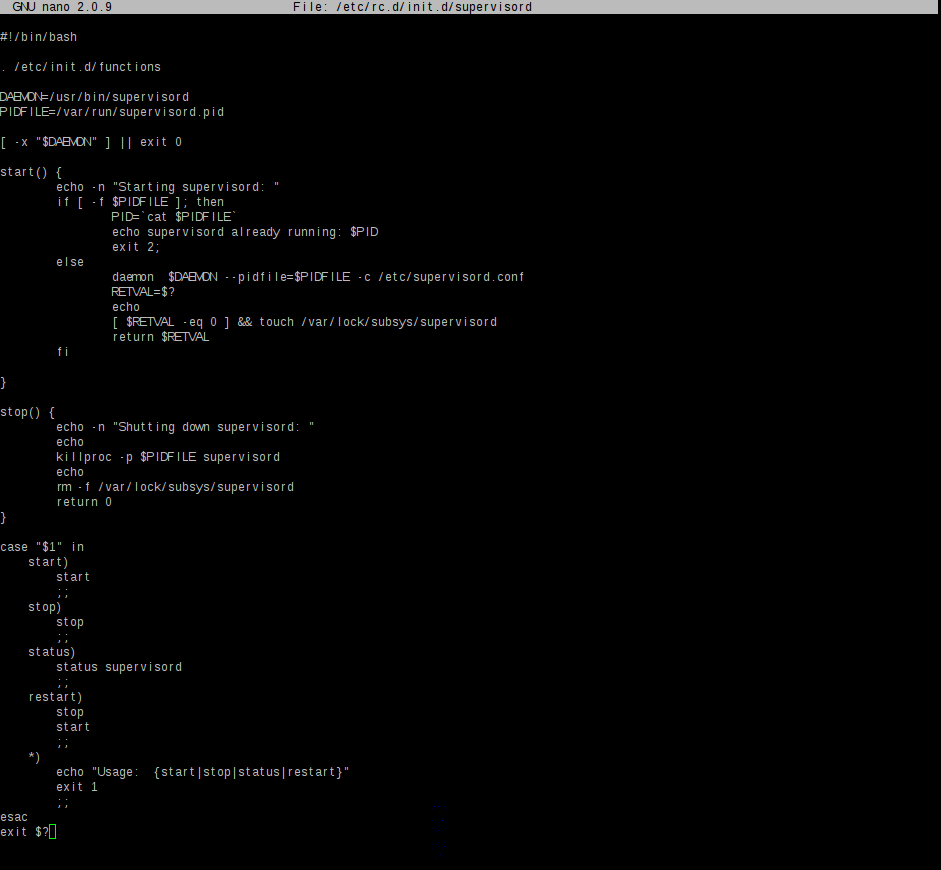 GNU nano 2.0.9 File: /etc/rc.d/init.d/supervisord
#!/bin/bash
. /etc/init.d/functions
DAEMON=/usr/bin/supervisord
PIDFILE=/var/run/supervisord.pid
[ -x "$DAEMON" ] || exit 0
start() {
        echo -n "Starting supervisord: "
        if [ -f $PIDFILE ]; then
                PID=`cat $PIDFILE`
                echo supervisord already running: $PID
                exit 2;
        else
                daemon  $DAEMON --pidfile=$PIDFILE -c /etc/supervisord.conf
                RETVAL=$?
                echo
                [ $RETVAL -eq 0 ] && touch /var/lock/subsys/supervisord
                return $RETVAL
        fi
}
stop() {
        echo -n "Shutting down supervisord: "
        echo
        killproc -p $PIDFILE supervisord
        echo
        rm -f /var/lock/subsys/supervisord
        return 0
}
case "$1" in
    start)
        start
        ;;
    stop)
        stop
        ;;
    status)
        status supervisord
        ;;
    restart)
        stop
        start
        ;;
    *)
        echo "Usage:  {start|stop|status|restart}"
        exit 1
        ;;
esac
exit $?